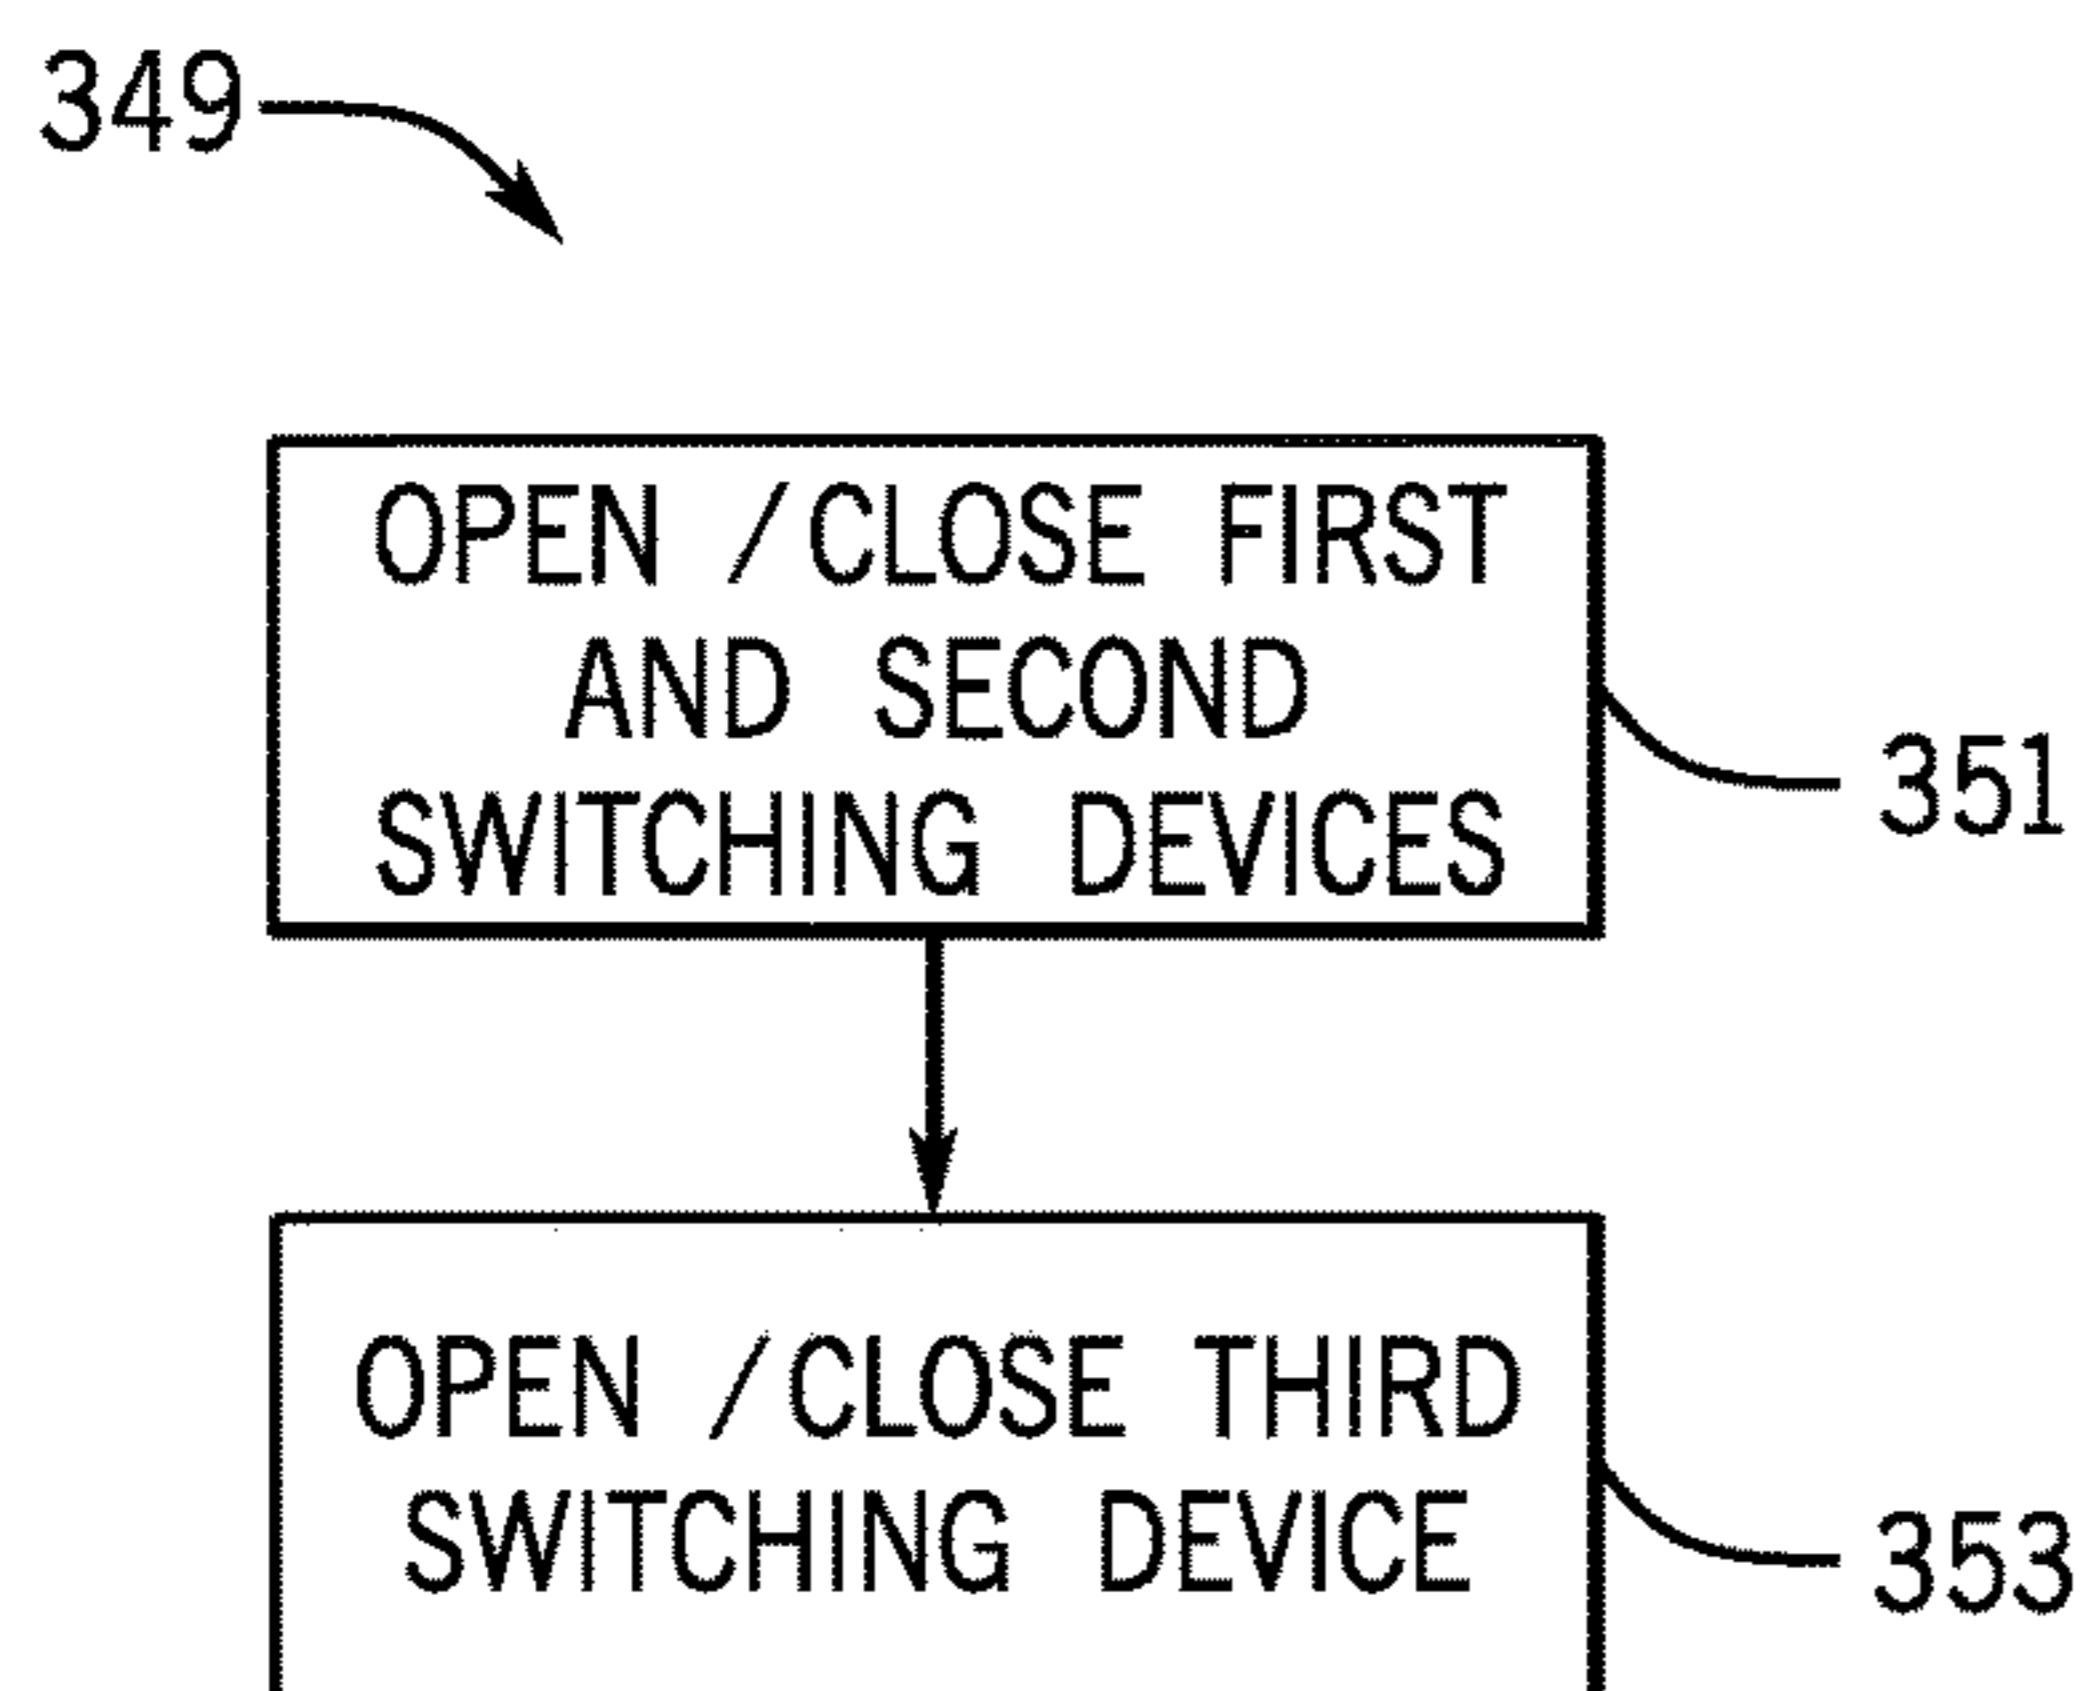 349
OPEN /CLOSE FIRST
AND SECOND
SWITCHING DEVICES
351
OPEN /CLOSE THIRD
SWITCHING DEVICE
353